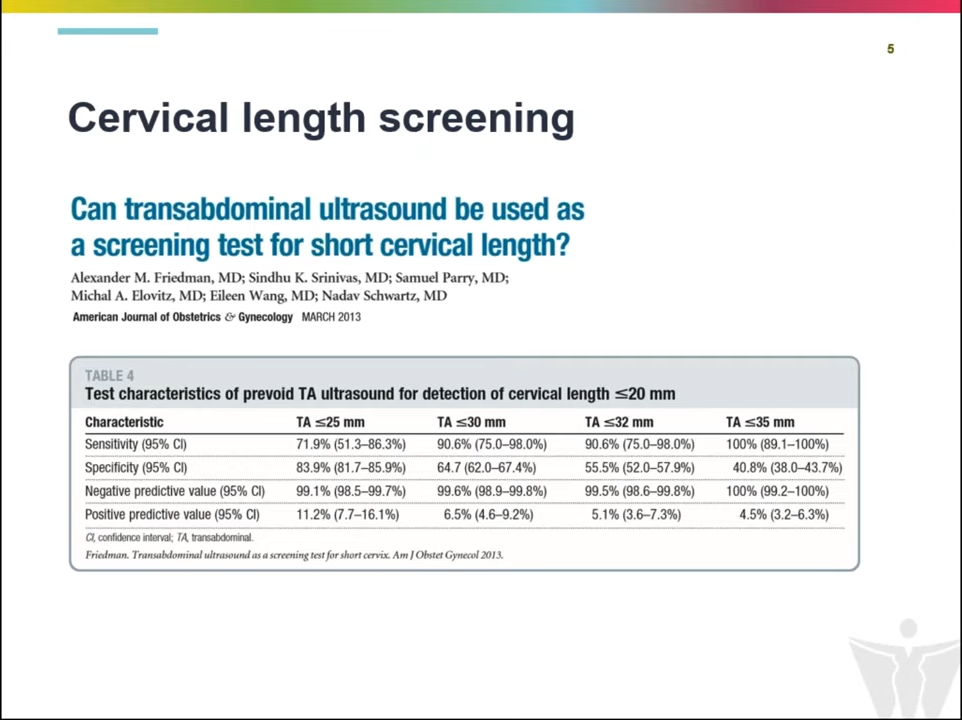 5
Cervical length screening
Can transabdominal ultrasound be used as
a screening test for short cervical length?
Alexander M. Friedman, MD; Sindhu K. Srinivas, MD; Samuel Parry, MD;
Michal A. Elovitz, MD; Eileen Wang, MD; Nadav Schwartz, MD
American Journal of Obstetrics & Gynecology MARCH 2013
TABLE 4
Test characteristics of prevoid TA ultrasound for detection of cervical length ≤20 mm
Characteristic TA ≤25 mm TA ≤30 mm TA ≤32 mm TA ≤35 mm
Sensitivity (95% CI) 71.9% (51.3–86.3%) 90.6% (75.0–98.0%) 90.6% (75.0–98.0%) 100% (89.1–100%)
Specificity (95% CI) 83.9% (81.7–85.9%) 64.7 (62.0–67.4%) 55.5% (52.0–57.9%) 40.8% (38.0–43.7%)
Negative predictive value (95% CI) 99.1% (98.5–99.7%) 99.6% (98.9–99.8%) 99.5% (98.6–99.8%) 100% (99.2–100%)
Positive predictive value (95% CI) 11.2% (7.7–16.1%) 6.5% (4.6–9.2%) 5.1% (3.6–7.3%) 4.5% (3.2–6.3%)
CI, confidence interval; TA, transabdominal.
Friedman. Transabdominal ultrasound as a screening test for short cervix. Am J Obstet Gynecol 2013.